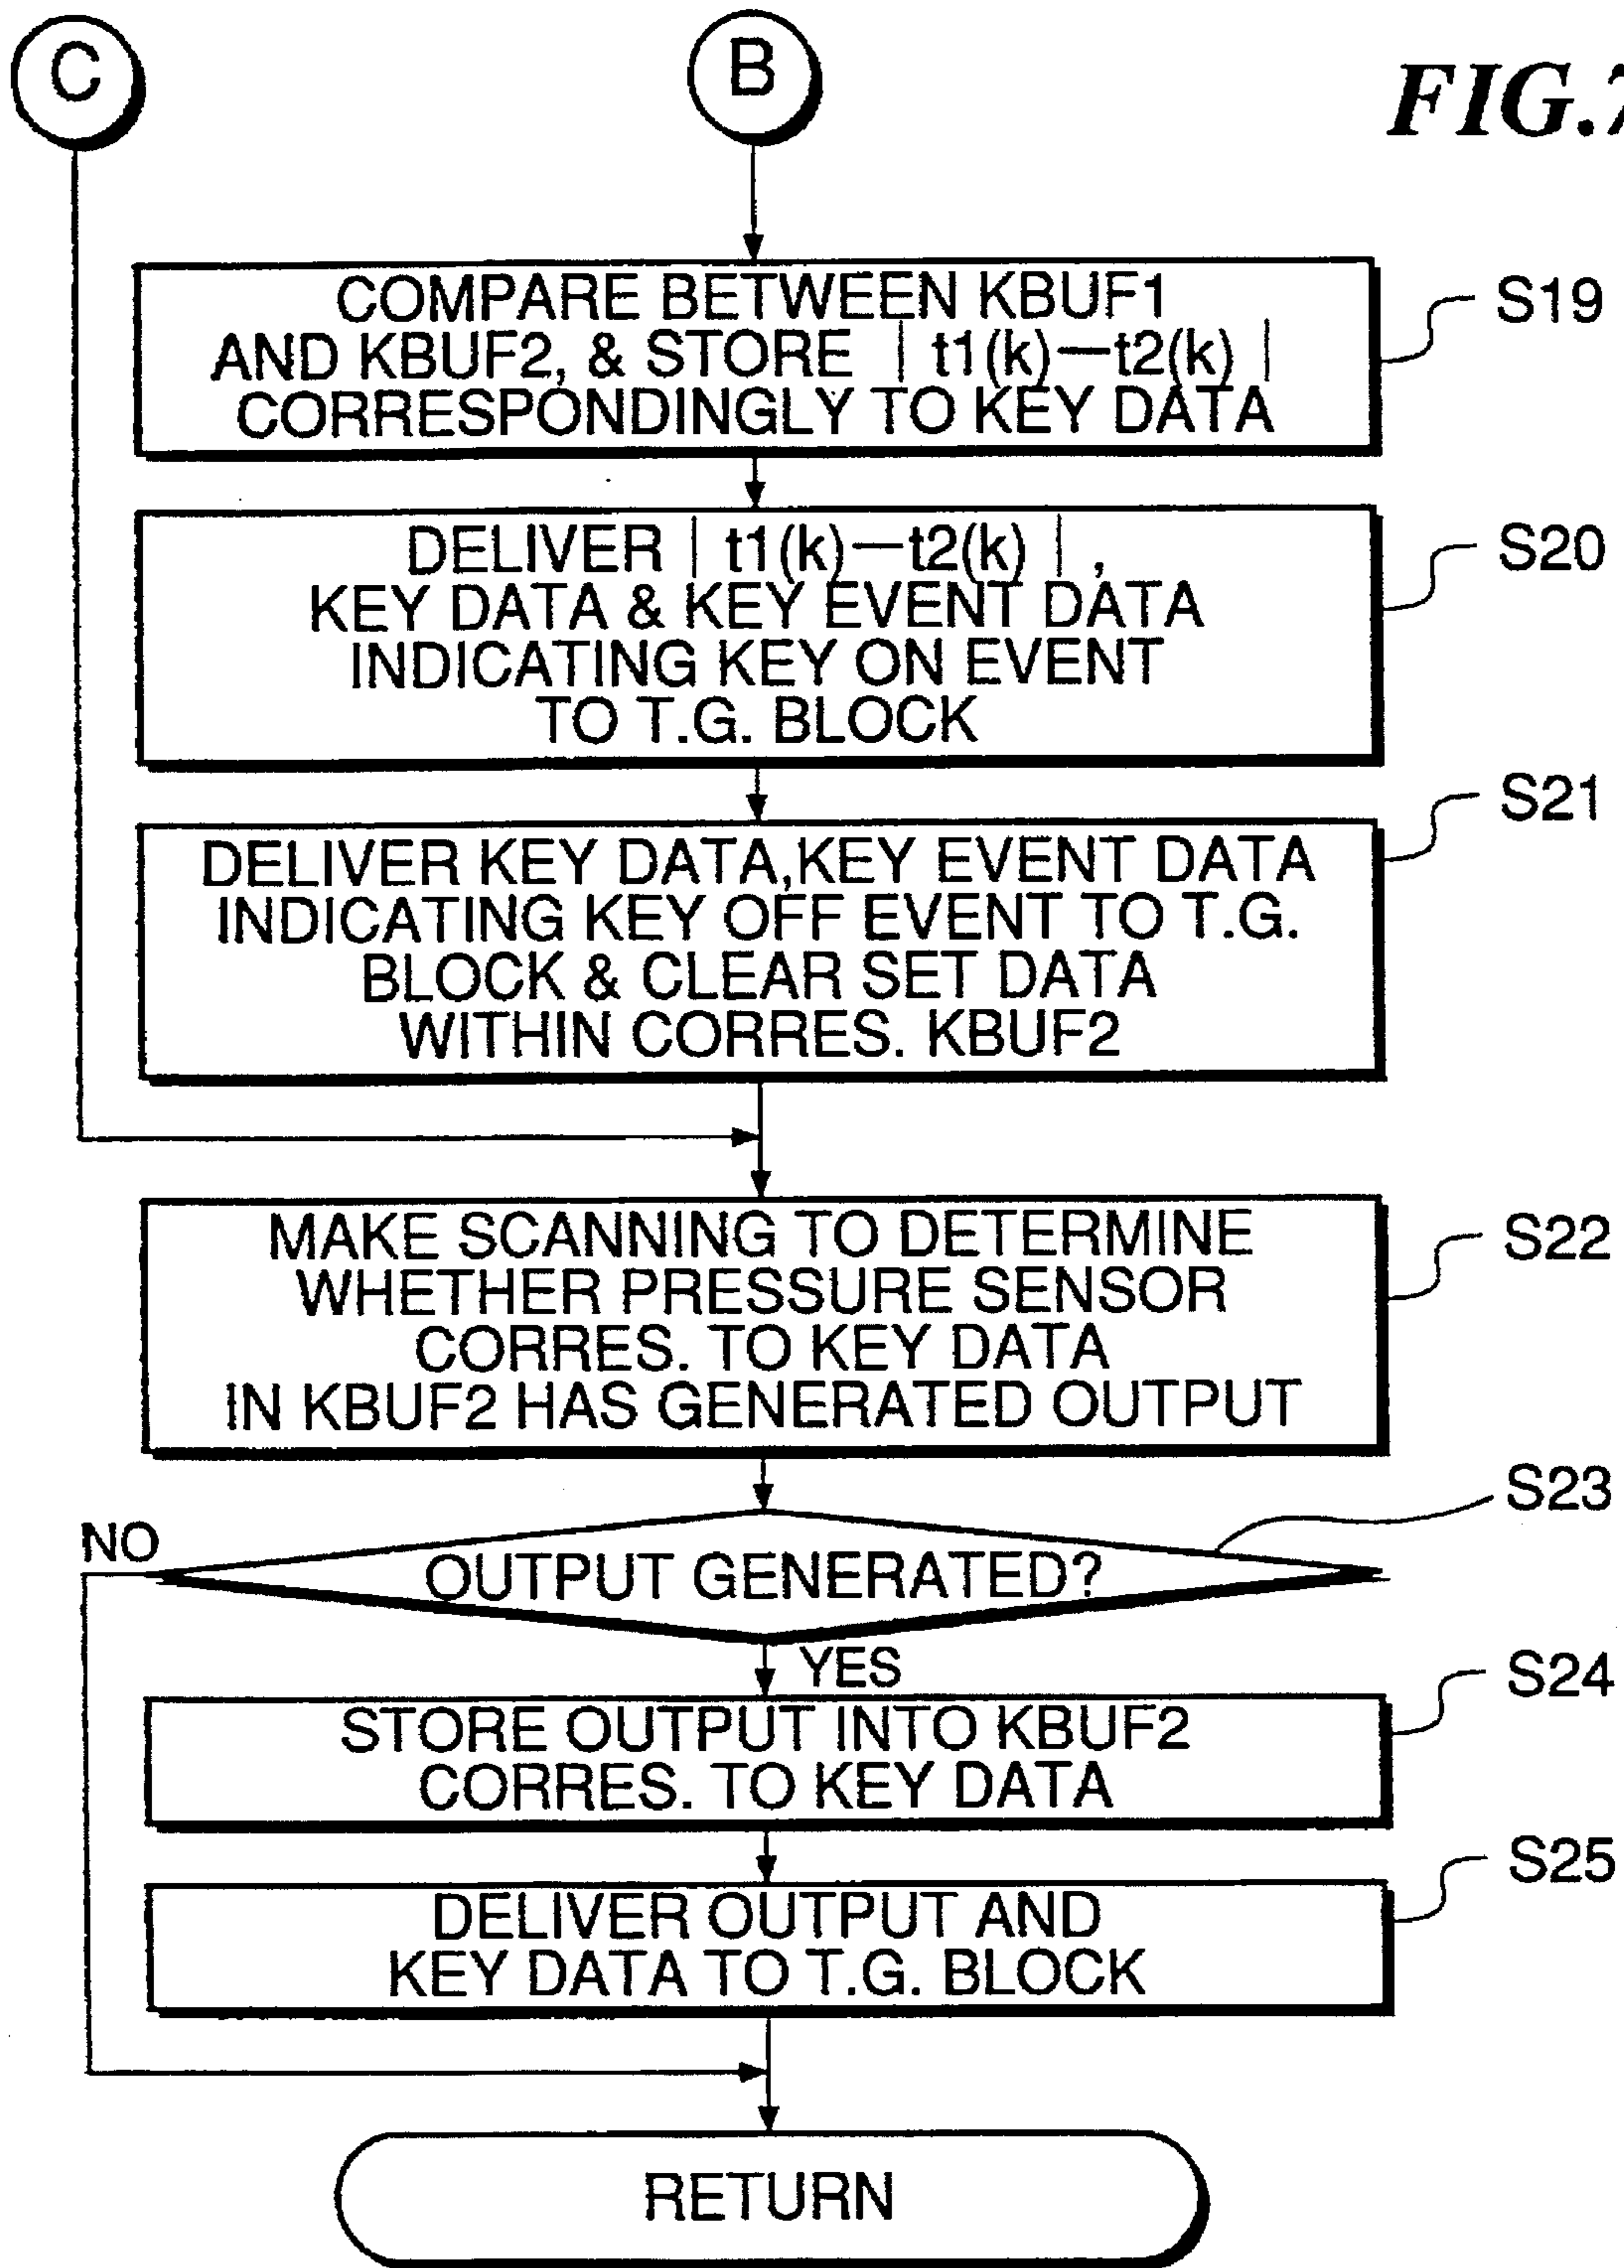 C
B
FIG.7
COMPARE BETWEEN KBUF1
AND KBUF2, & STORE | t1(k)—t2(k) |
CORRESPONDINGLY TO KEY DATA
S19
DELIVER | t1(k)—t2(k) | ,
KEY DATA & KEY EVENT DATA
INDICATING KEY ON EVENT
TO T.G. BLOCK
S20
DELIVER KEY DATA,KEY EVENT DATA
INDICATING KEY OFF EVENT TO T.G.
BLOCK & CLEAR SET DATA
WITHIN CORRES. KBUF2
S21
MAKE SCANNING TO DETERMINE
WHETHER PRESSURE SENSOR
CORRES. TO KEY DATA
IN KBUF2 HAS GENERATED OUTPUT
S22
OUTPUT GENERATED?
S23
NO
YES
STORE OUTPUT INTO KBUF2
CORRES. TO KEY DATA
S24
DELIVER OUTPUT AND
KEY DATA TO T.G. BLOCK
S25
RETURN